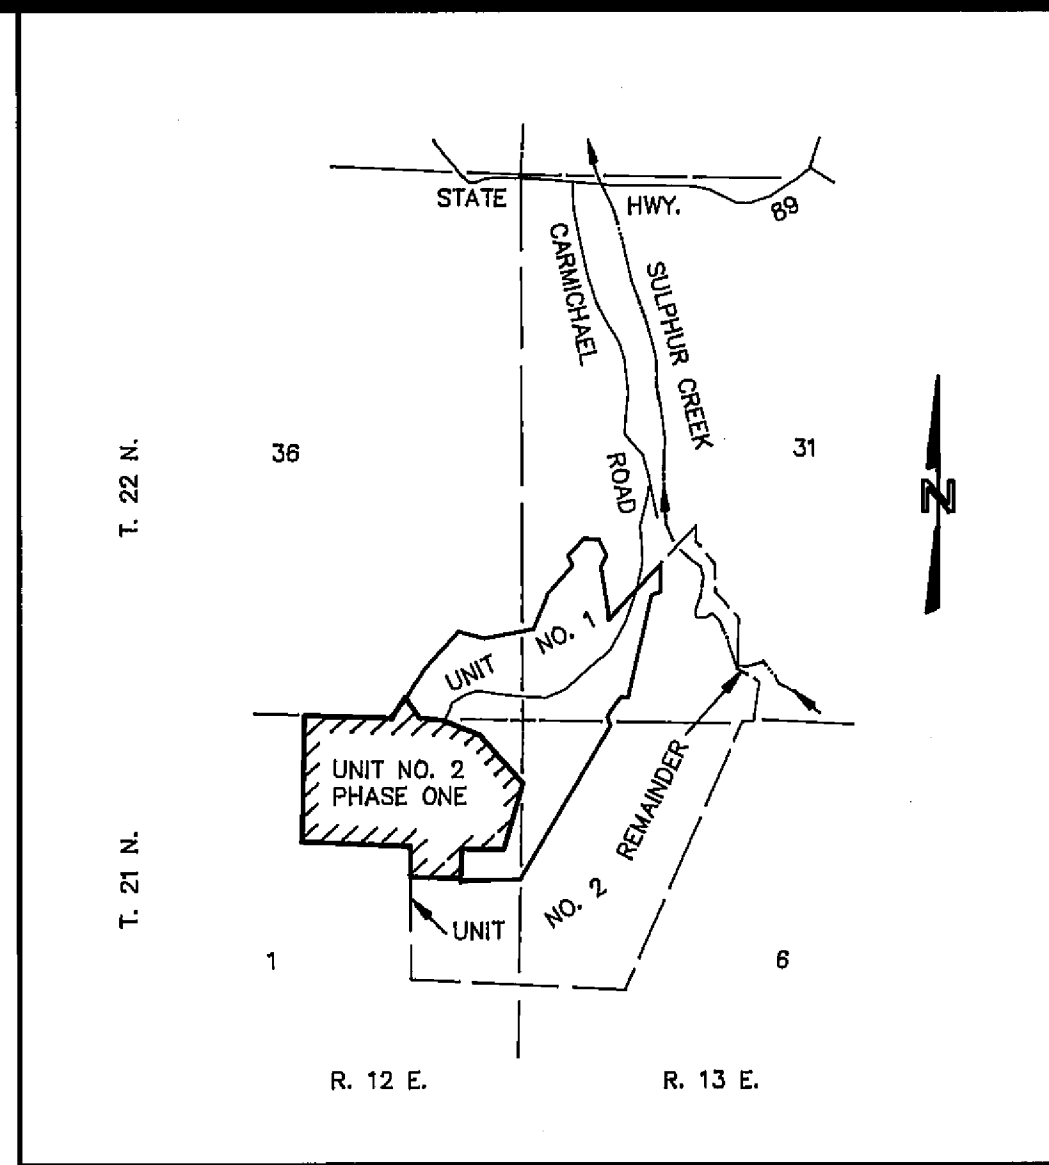 STATE HWY. 89
CARMICHAEL ROAD
SULPHUR CREEK
T. 22 N.
36
31
N
UNIT NO. 1
UNIT NO. 2
PHASE ONE
T. 21 N.
UNIT NO. 2 REMAINDER
1
6
R. 12 E.
R. 13 E.